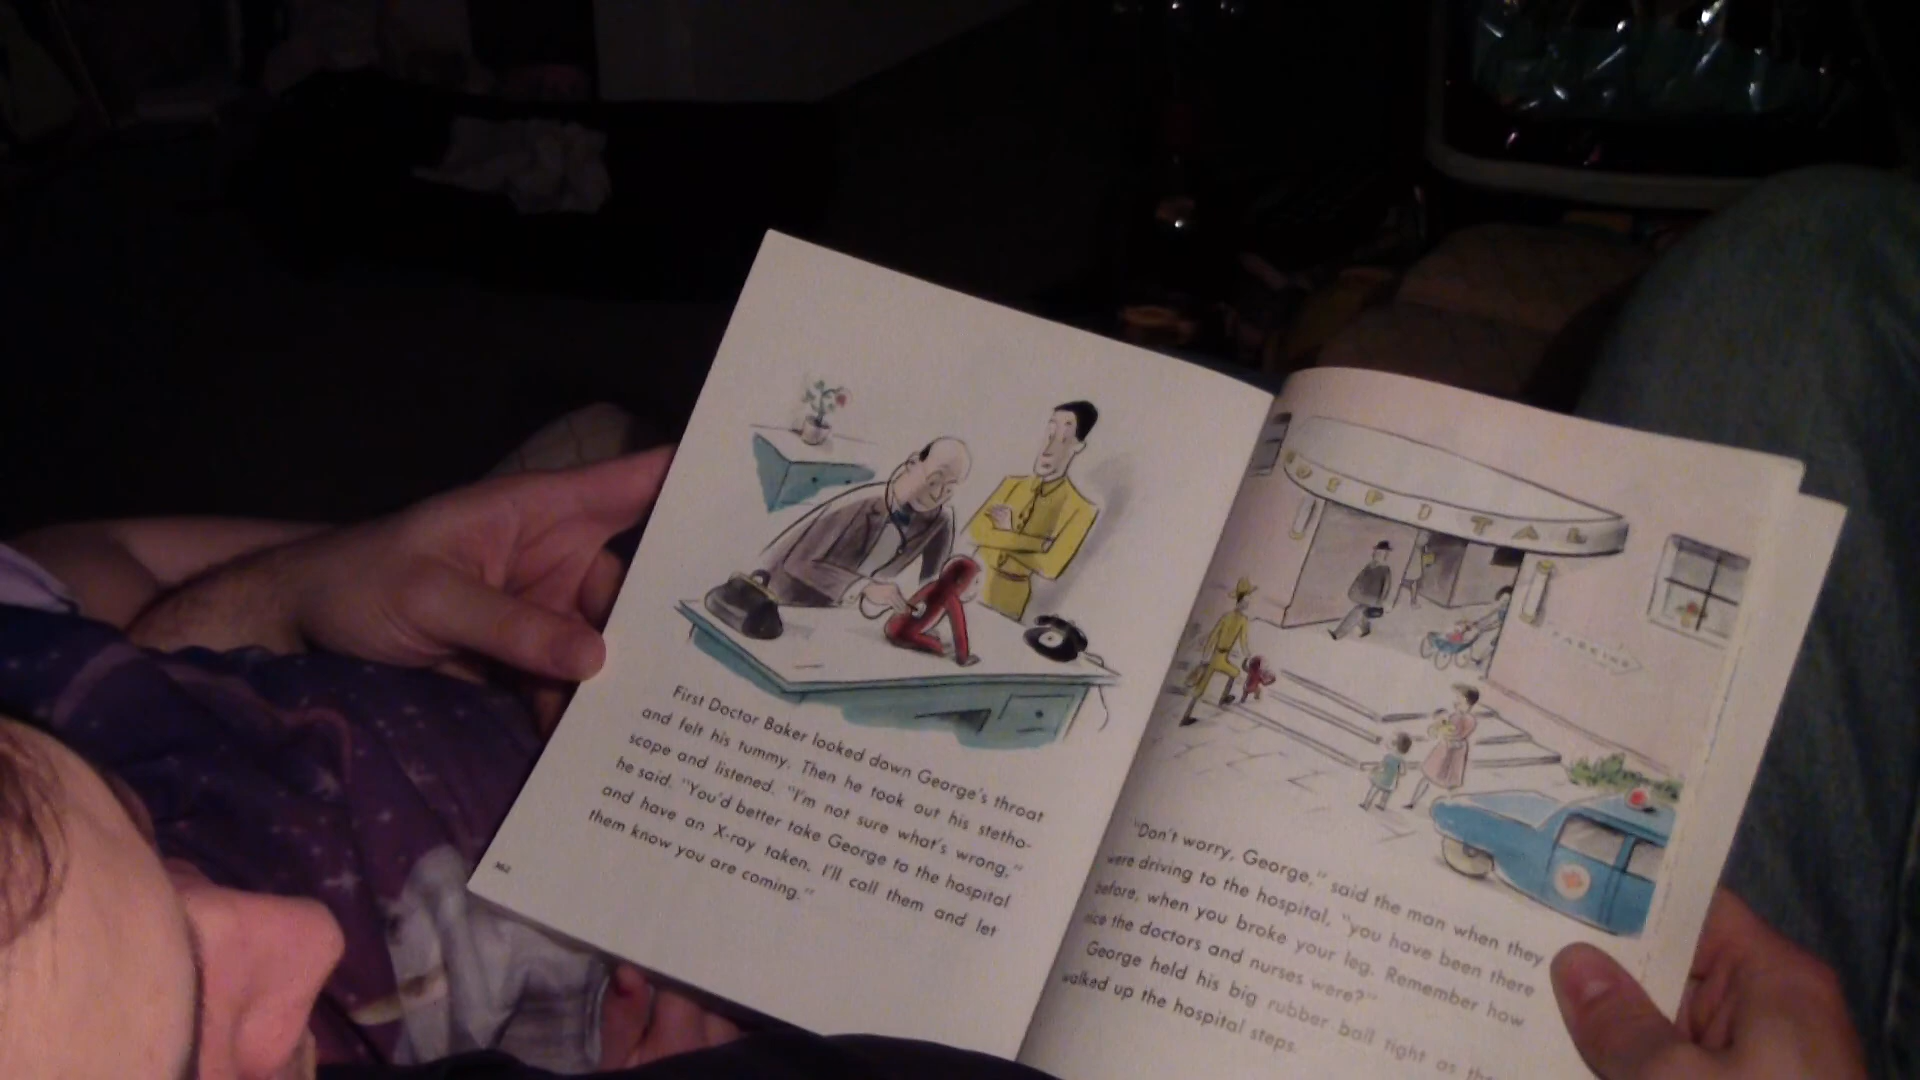 First Doctor Baker looked down George's throat
and felt his tummy. Then he took out his stetho-
scope and listened. "I'm not sure what's wrong,"
he said. "You'd better take George to the hospital
and have an X-ray taken. I'll call them and let
them know you are coming."
362
HOSPITAL
PARKING
"Don't worry, George," said the man when they
were driving to the hospital, "you have been there
before, when you broke your leg. Remember how
nice the doctors and nurses were?"
George held his big rubber ball tight as
walked up the hospital steps.